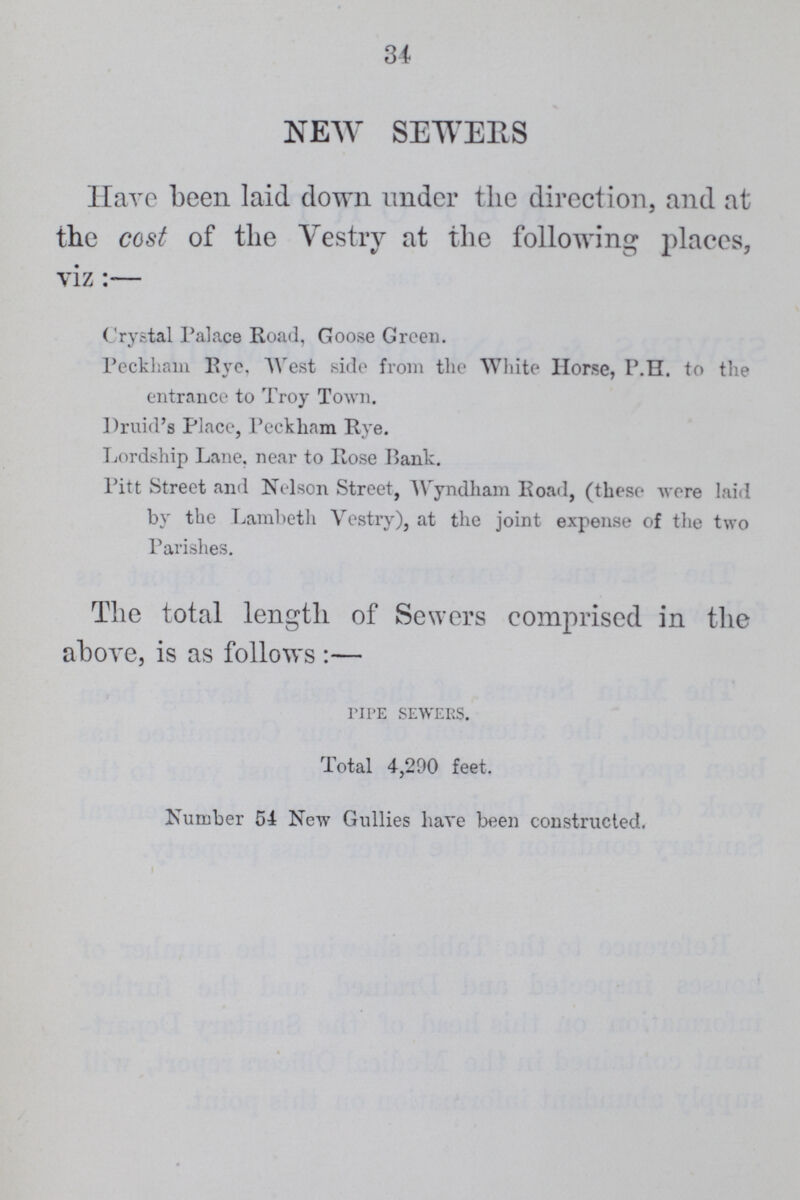 34
NEW SEWERS
Have been laid down under the direction, and at
the cost of the Vestry at the following places,
viz :—
Crystal Palace Road, Goose Green.
Peckham Rye, West side from the White Horse, P.H. to the
entrance to Troy Town.
Druid's Place, Peckham Rye.
Lordship Lane, near to Rose Bank.
Pitt Street and Nelson Street, Wyndham Road, (these were laid
by the Lambeth Vestry), at the joint expense of the two
Parishes.
The total length of Sewers comprised in the
above, is as follows :—
PIPE SEWERS.
Total 4,290 feet.
Number 54 New Gullies have been constructed.